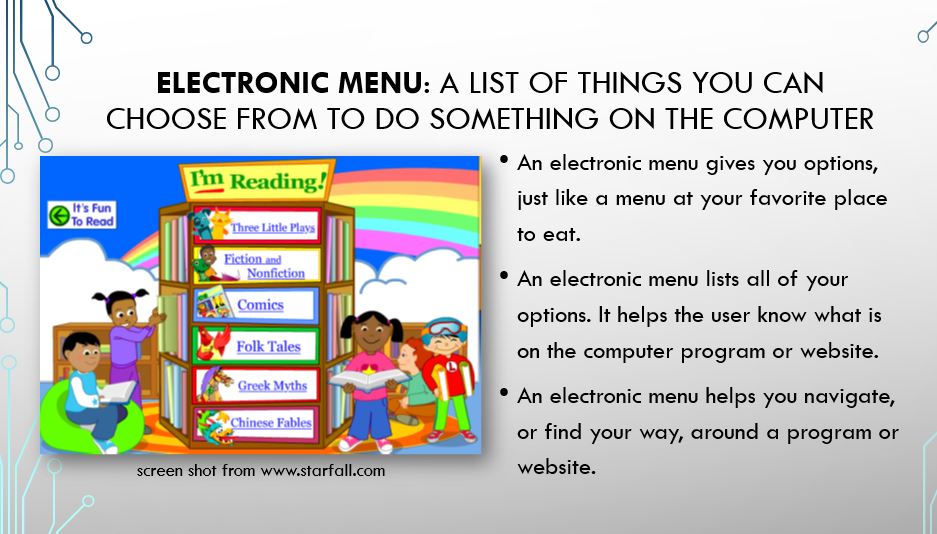 ELECTRONIC MENU: A LIST OF THINGS YOU CAN
CHOOSE FROM TO DO SOMETHING ON THE COMPUTER
I'm Reading!
It's Fun
To Read
Three Little Plays
Fiction and
Nonfiction
Comics
Folk Tales
Greek Myths
Chinese Fables
L
screen shot from www.starfall.com
• An electronic menu gives you options,
just like a menu at your favorite place
to eat.
• An electronic menu lists all of your
options. It helps the user know what is
on the computer program or website.
• An electronic menu helps you navigate,
or find your way, around a program or
website.